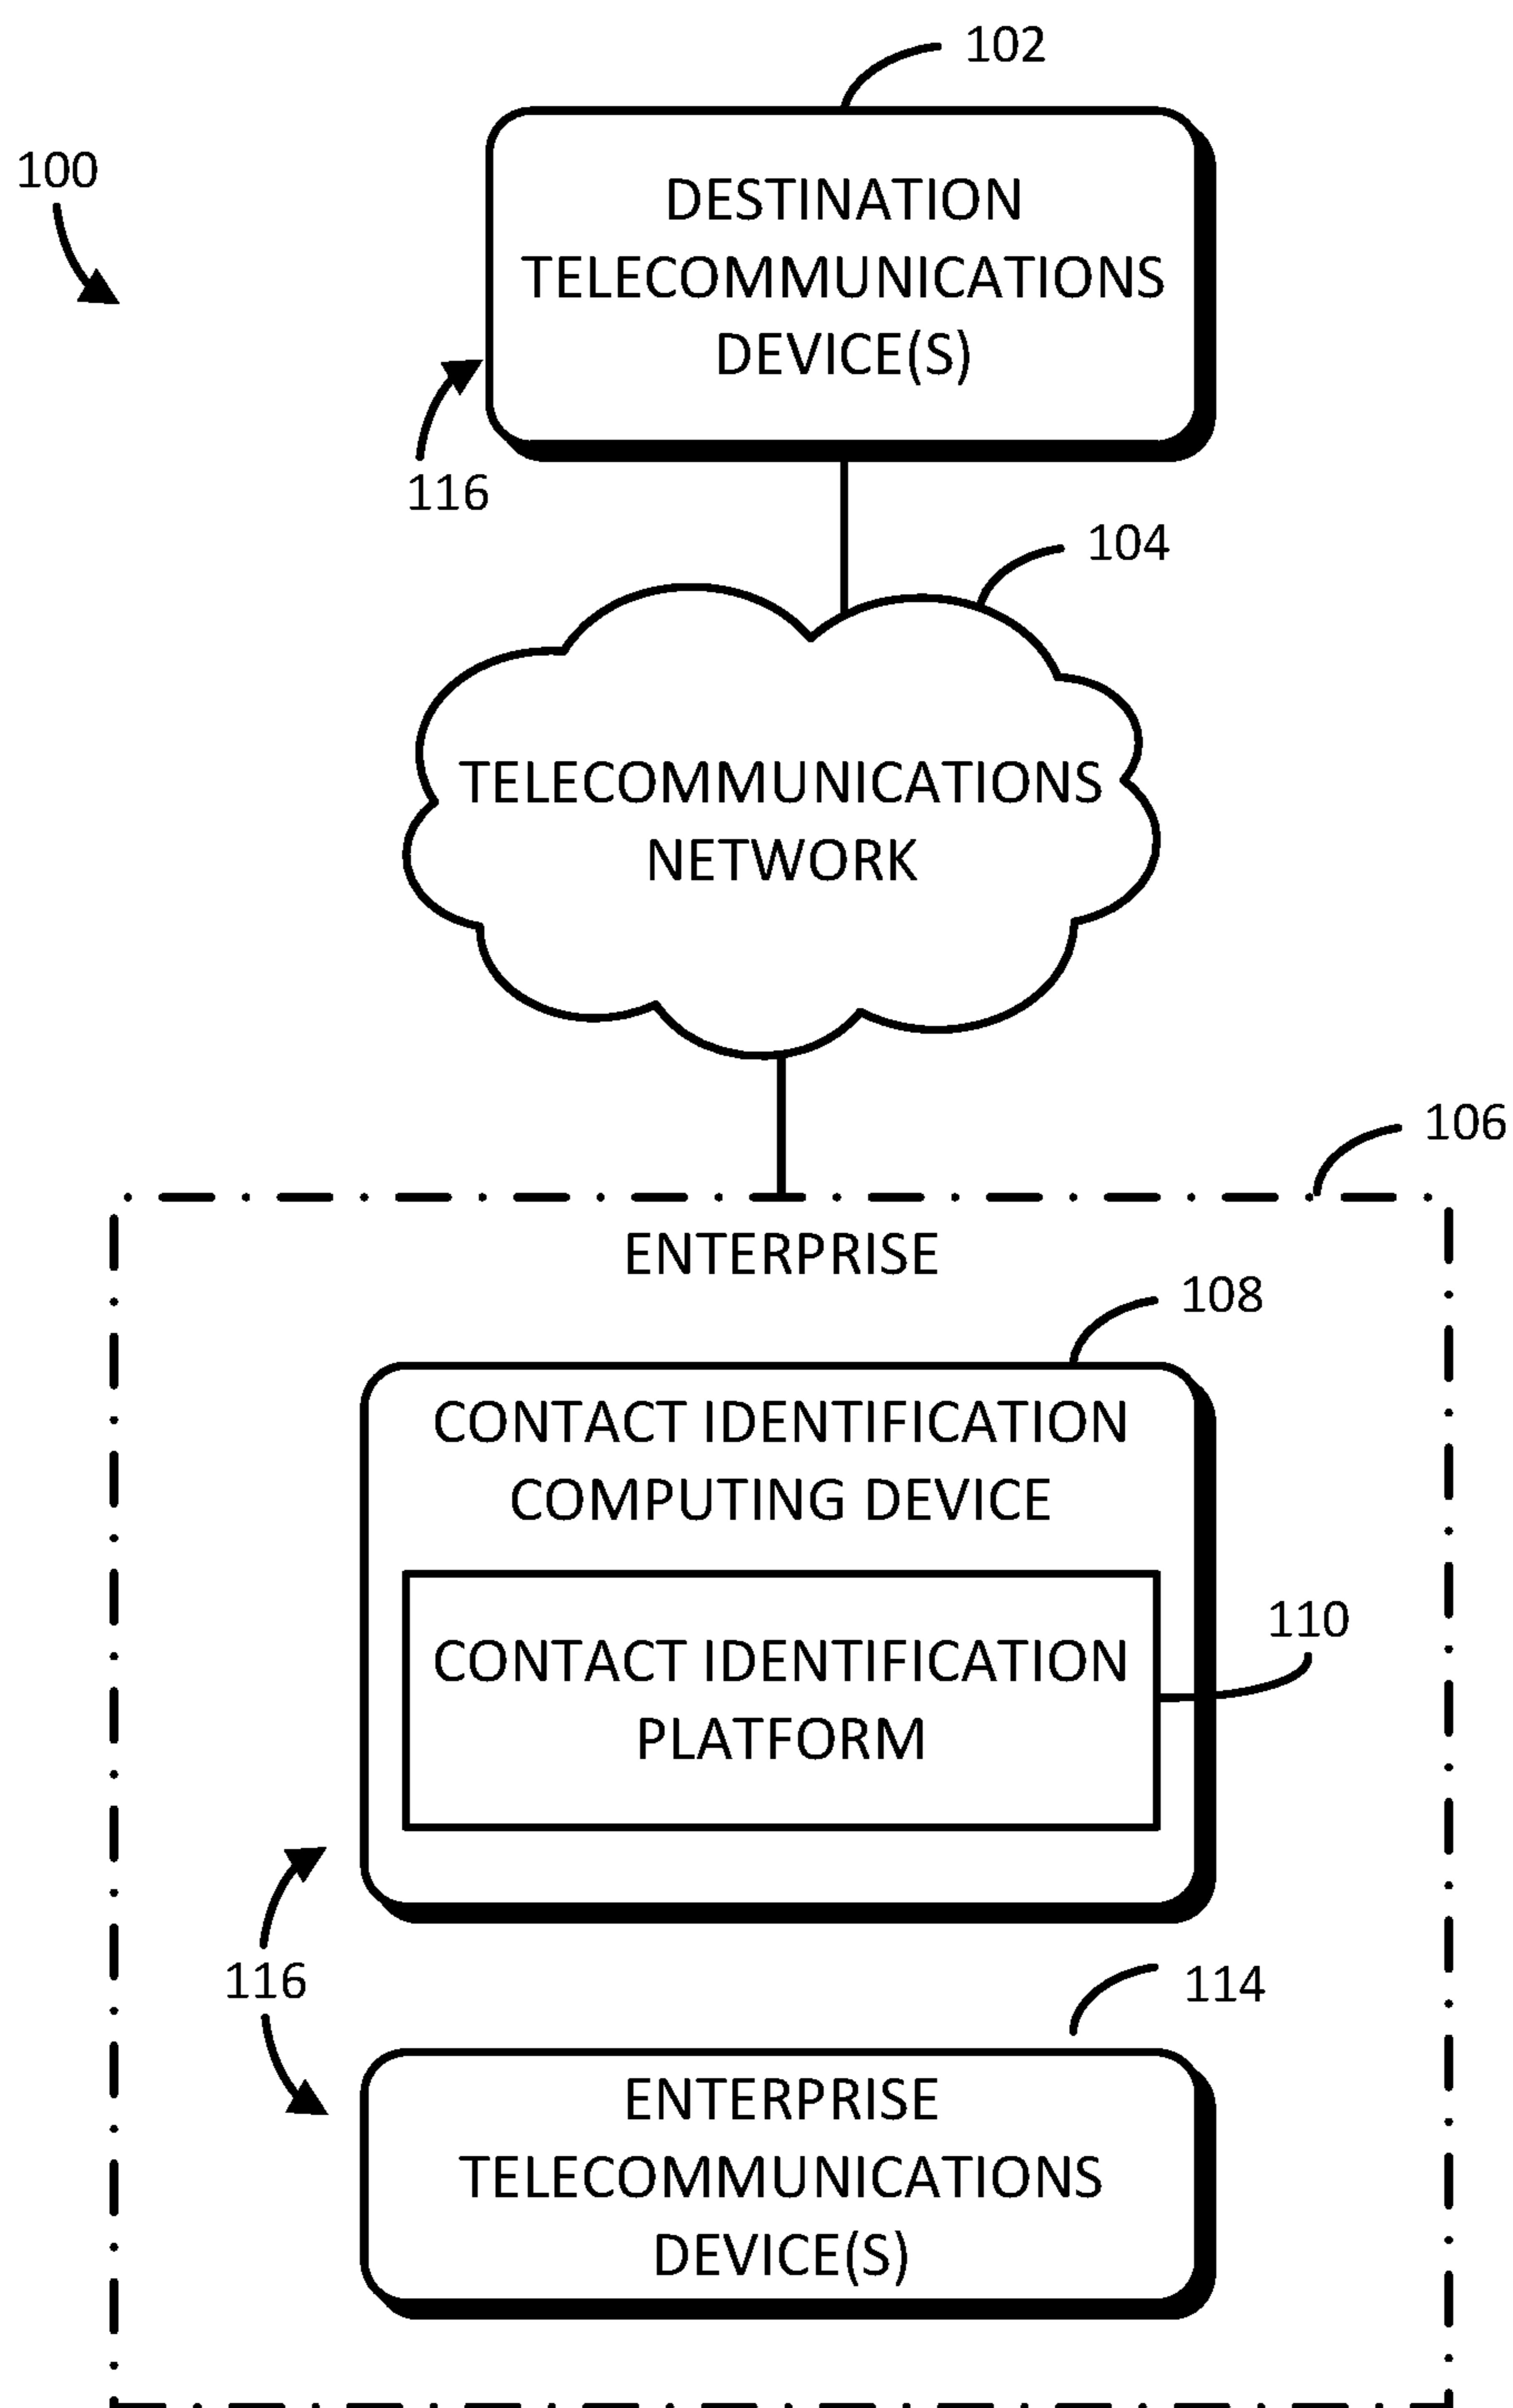 102
100
DESTINATION
TELECOMMUNICATIONS
DEVICE(S)
116
104
TELECOMMUNICATIONS
NETWORK
106
ENTERPRISE
108
CONTACT IDENTIFICATION
COMPUTING DEVICE
110
CONTACT IDENTIFICATION
PLATFORM
116
114
ENTERPRISE
TELECOMMUNICATIONS
DEVICE(S)